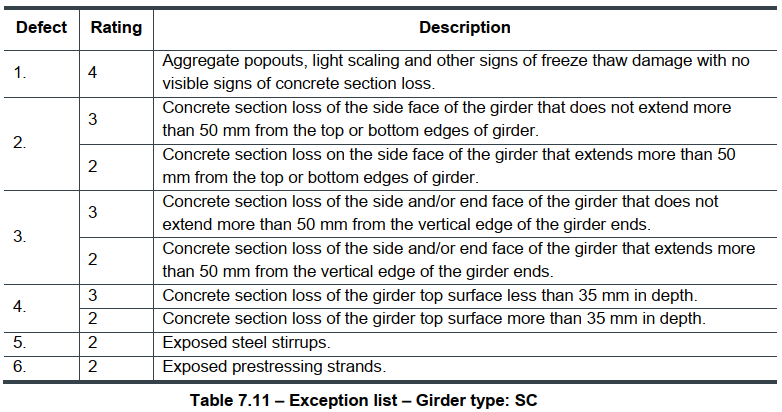 Defect Rating Description
1. 4 Aggregate popouts, light scaling and other signs of freeze thaw damage with no
visible signs of concrete section loss.
2. 3 Concrete section loss of the side face of the girder that does not extend more
than 50 mm from the top or bottom edges of girder.
2 Concrete section loss on the side face of the girder that extends more than 50
mm from the top or bottom edges of girder.
3. 3 Concrete section loss of the side and/or end face of the girder that does not
extend more than 50 mm from the vertical edge of the girder ends.
2 Concrete section loss of the side and/or end face of the girder that extends more
than 50 mm from the vertical edge of the girder ends.
4. 3 Concrete section loss of the girder top surface less than 35 mm in depth.
2 Concrete section loss of the girder top surface more than 35 mm in depth.
5. 2 Exposed steel stirrups.
6. 2 Exposed prestressing strands.
Table 7.11 – Exception list – Girder type: SC